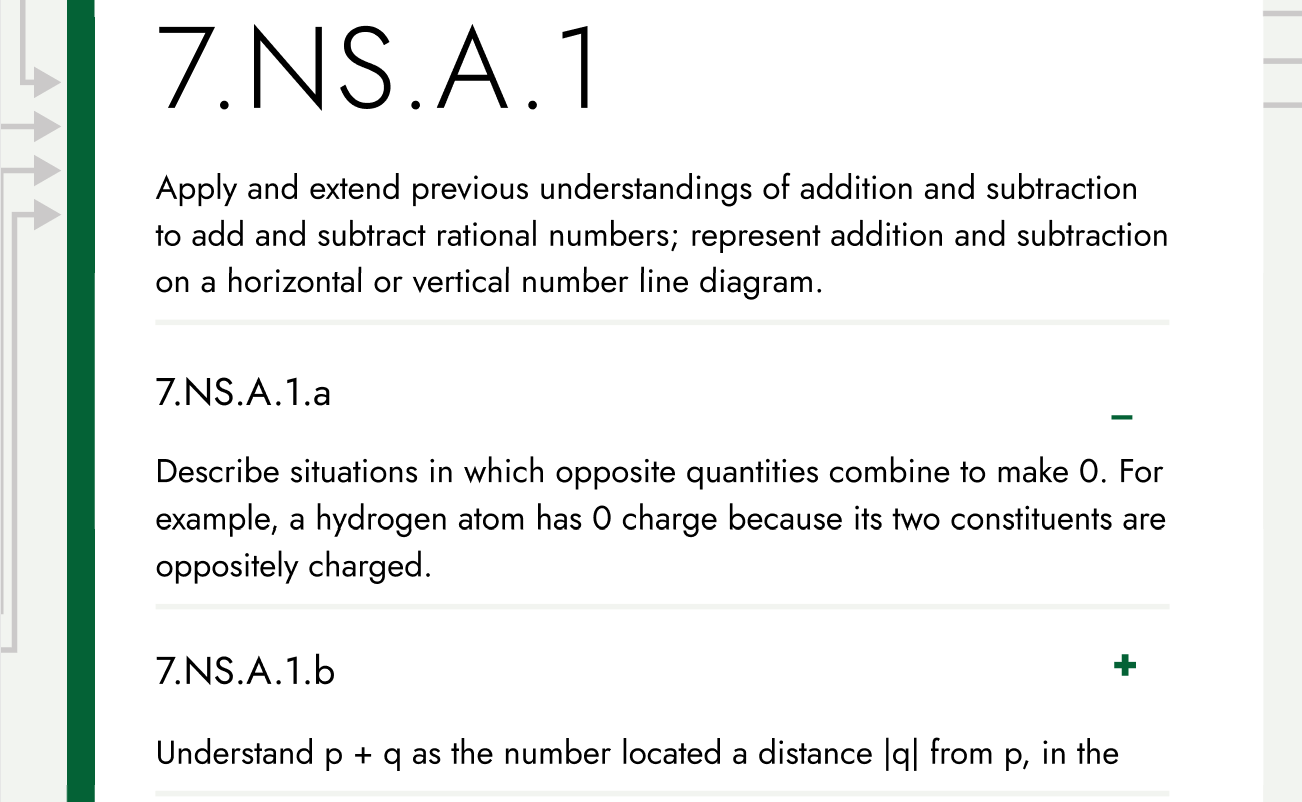 7.NS.A.1
Apply and extend previous understandings of addition and subtraction
to add and subtract rational numbers; represent addition and subtraction
on a horizontal or vertical number line diagram.
7.NS.A.1.a
–
Describe situations in which opposite quantities combine to make 0. For
example, a hydrogen atom has 0 charge because its two constituents are
oppositely charged.
7.NS.A.1.b
+
Understand p + q as the number located a distance |q| from p, in the